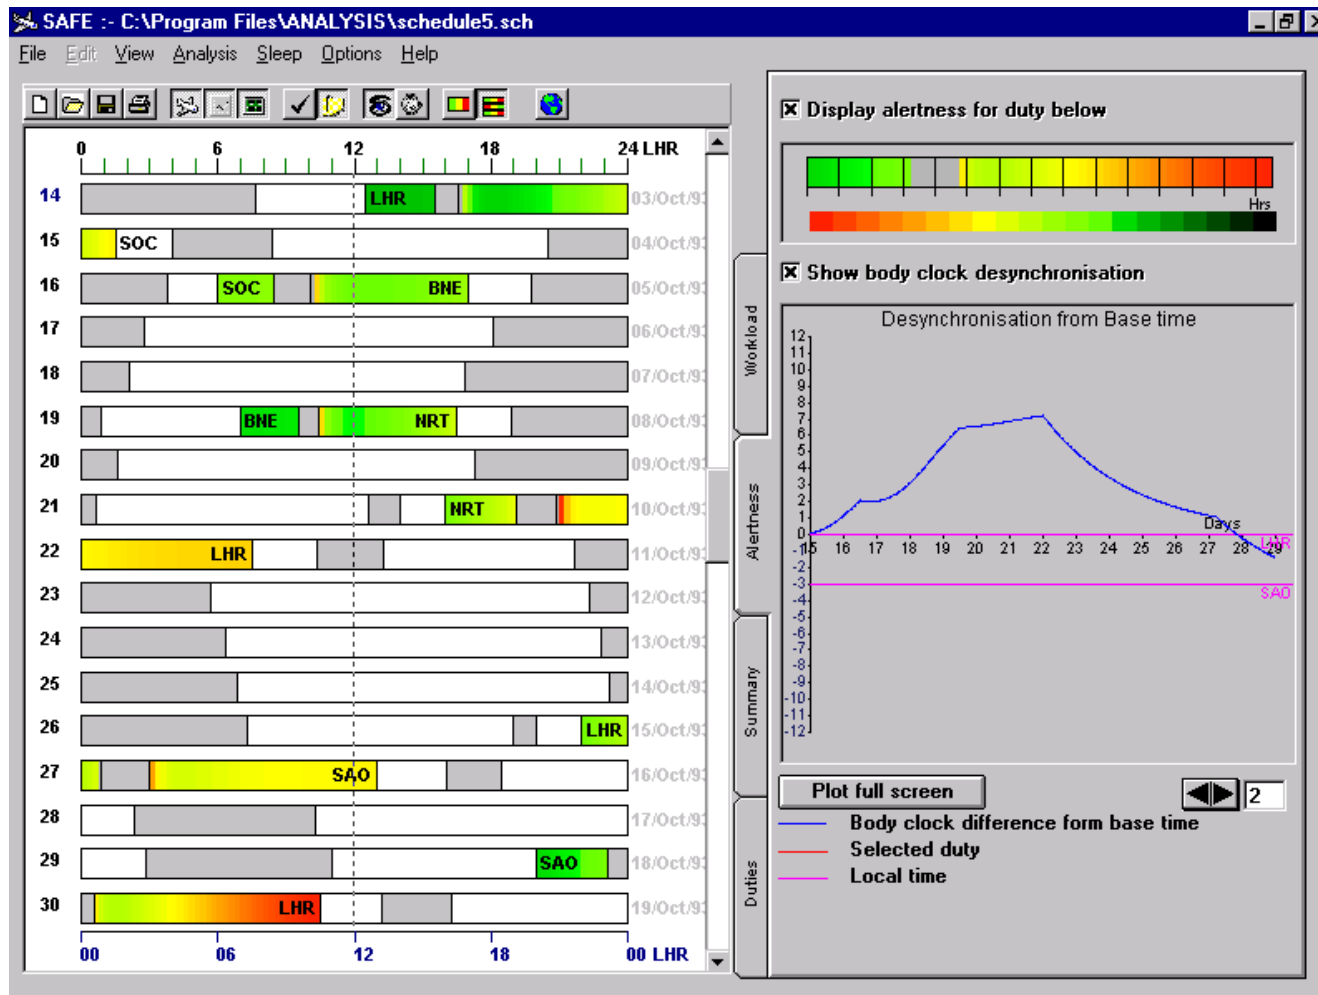 SAFE :- C:\Program Files\ANALYSIS\schedule5.sch
File Edit View Analysis Sleep Options Help
0 6 12 18 24 LHR
14 LHR 03/Oct/9
15 SOC 04/Oct/9
16 SOC BNE 05/Oct/9
17 06/Oct/9
18 07/Oct/9
19 BNE NRT 08/Oct/9
20 09/Oct/9
21 NRT 10/Oct/9
22 LHR 11/Oct/9
23 12/Oct/9
24 13/Oct/9
25 14/Oct/9
26 LHR 15/Oct/9
27 SAO 16/Oct/9
28 17/Oct/9
29 SAO 18/Oct/9
30 LHR 19/Oct/9
00 06 12 18 00 LHR
Workload
Alertness
Summary
Duties
Display alertness for duty below
Hrs
Show body clock desynchronisation
Desynchronisation from Base time
12
11
10
9
8
7
6
5
4
3
2
1
0
-1
-2
-3
-4
-5
-6
-7
-8
-9
-10
-11
-12
Days
15 16 17 18 19 20 21 22 23 24 25 26 27 28 29
LHR
SAO
Plot full screen
2
Body clock difference form base time
Selected duty
Local time